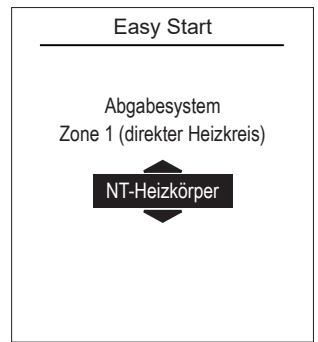 Easy Start
Abgabesystem
Zone 1 (direkter Heizkreis)
NT-Heizkörper